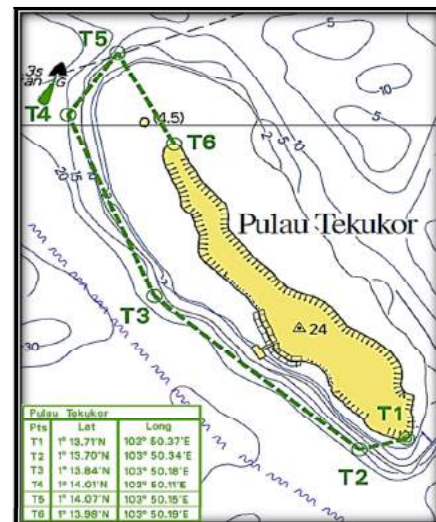 T5
5
3s
G
10
T4
(4.5)
2
5
5
T6
20
15
Pulau Tekukor
T3
24
30
T1
T2
Pulau Tekukor
Pts Lat Long
T1 1° 13.71'N 103° 50.37'E
T2 1° 13.70'N 103° 50.34'E
T3 1° 13.84'N 103° 50.18'E
T4 1° 14.01'N 103° 50.11'E
T5 1° 14.07'N 103° 50.15'E
T6 1° 13.98'N 103° 50.19'E